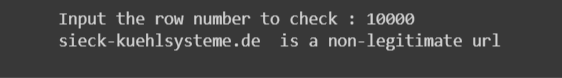 Input the row number to check : 10000
sieck-kuehlsysteme.de  is a non-legitimate url